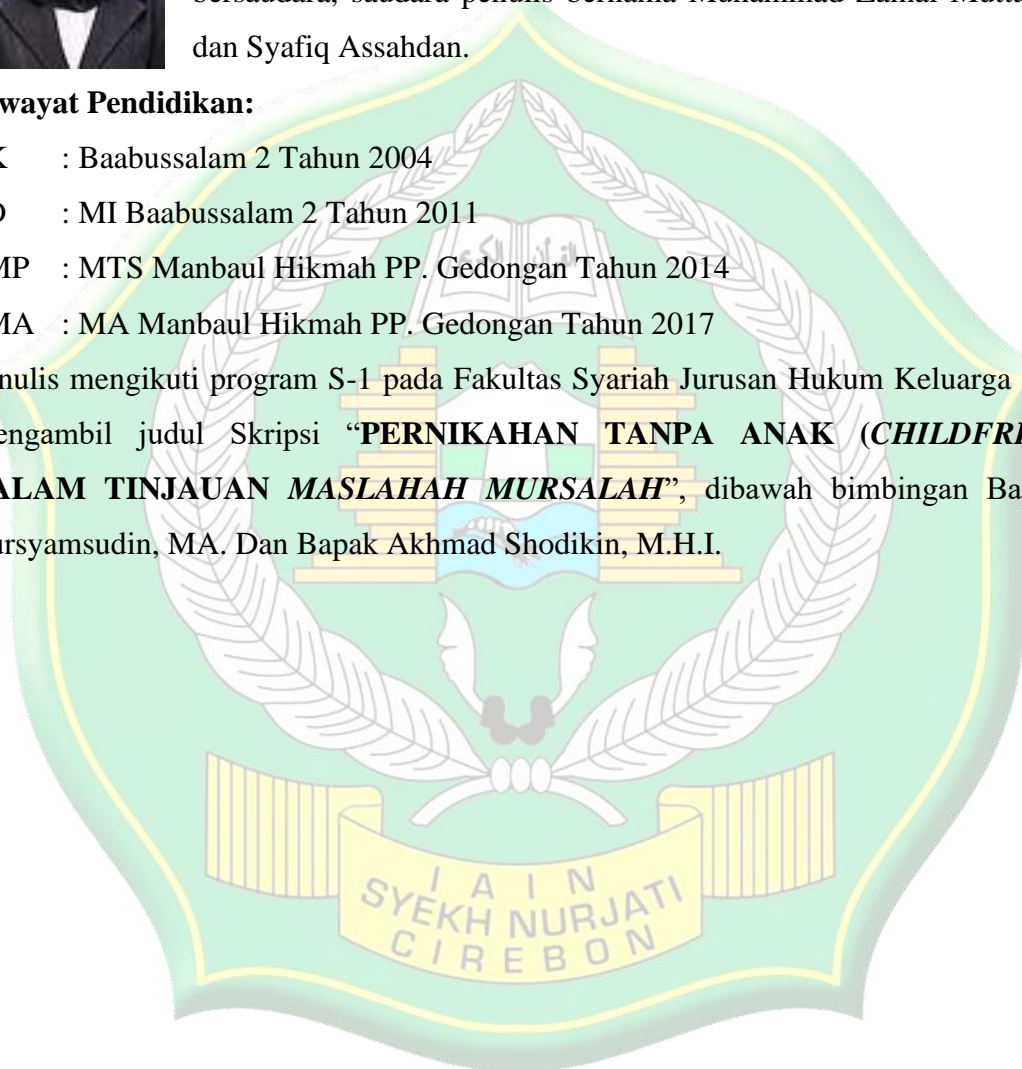 dan Syafiq Assahdan.
wayat Pendidikan:
: Baabussalam 2 Tahun 2004
: MI Baabussalam 2 Tahun 2011
MP : MTS Manbaul Hikmah PP. Gedongan Tahun 2014
MA : MA Manbaul Hikmah PP. Gedongan Tahun 2017
nulis mengikuti program S-1 pada Fakultas Syariah Jurusan Hukum Keluarga
engambil judul Skripsi “PERNIKAHAN TANPA ANAK (CHILDFRE
ALAM TINJAUAN MASLAHAH MURSALAH”, dibawah bimbingan Ba
ursyamsudin, MA. Dan Bapak Akhmad Shodikin, M.H.I.
القرآن الكري
IAIN
SYEKH NURJATI
CIREBON